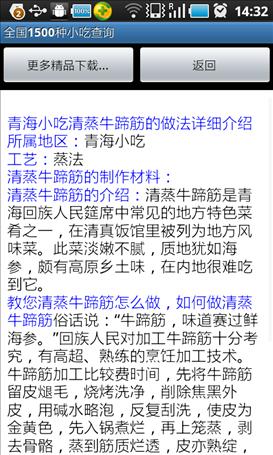 14:32
全国1500种小吃查询
更多精品下载...
返回
青海小吃清蒸牛蹄筋的做法详细介绍
所属地区：青海小吃
工艺：蒸法
清蒸牛蹄筋的制作材料：
清蒸牛蹄筋的介绍：清蒸牛蹄筋是青
海回族人民筵席中常见的地方特色菜
肴之一，在清真饭馆里被列为地方风
味菜。此菜淡嫩不腻，质地犹如海
参，颇有高原乡土味，在内地很难吃
到它。
教您清蒸牛蹄筋怎么做，如何做清蒸
牛蹄筋俗话说：“牛蹄筋，味道赛过鲜
海参。”回族人民对加工牛蹄筋十分考
究，有高超、熟练的烹饪加工技术。
牛蹄筋加工比较费时间，先将牛蹄筋
留皮煺毛，烧烤洗净，削除焦黑外
皮，用碱水略泡，反复刮洗，使皮为
金黄色，先入锅煮烂，再上笼蒸，剥
去骨骼，蒸到筋质烂透，皮亦熟绽，